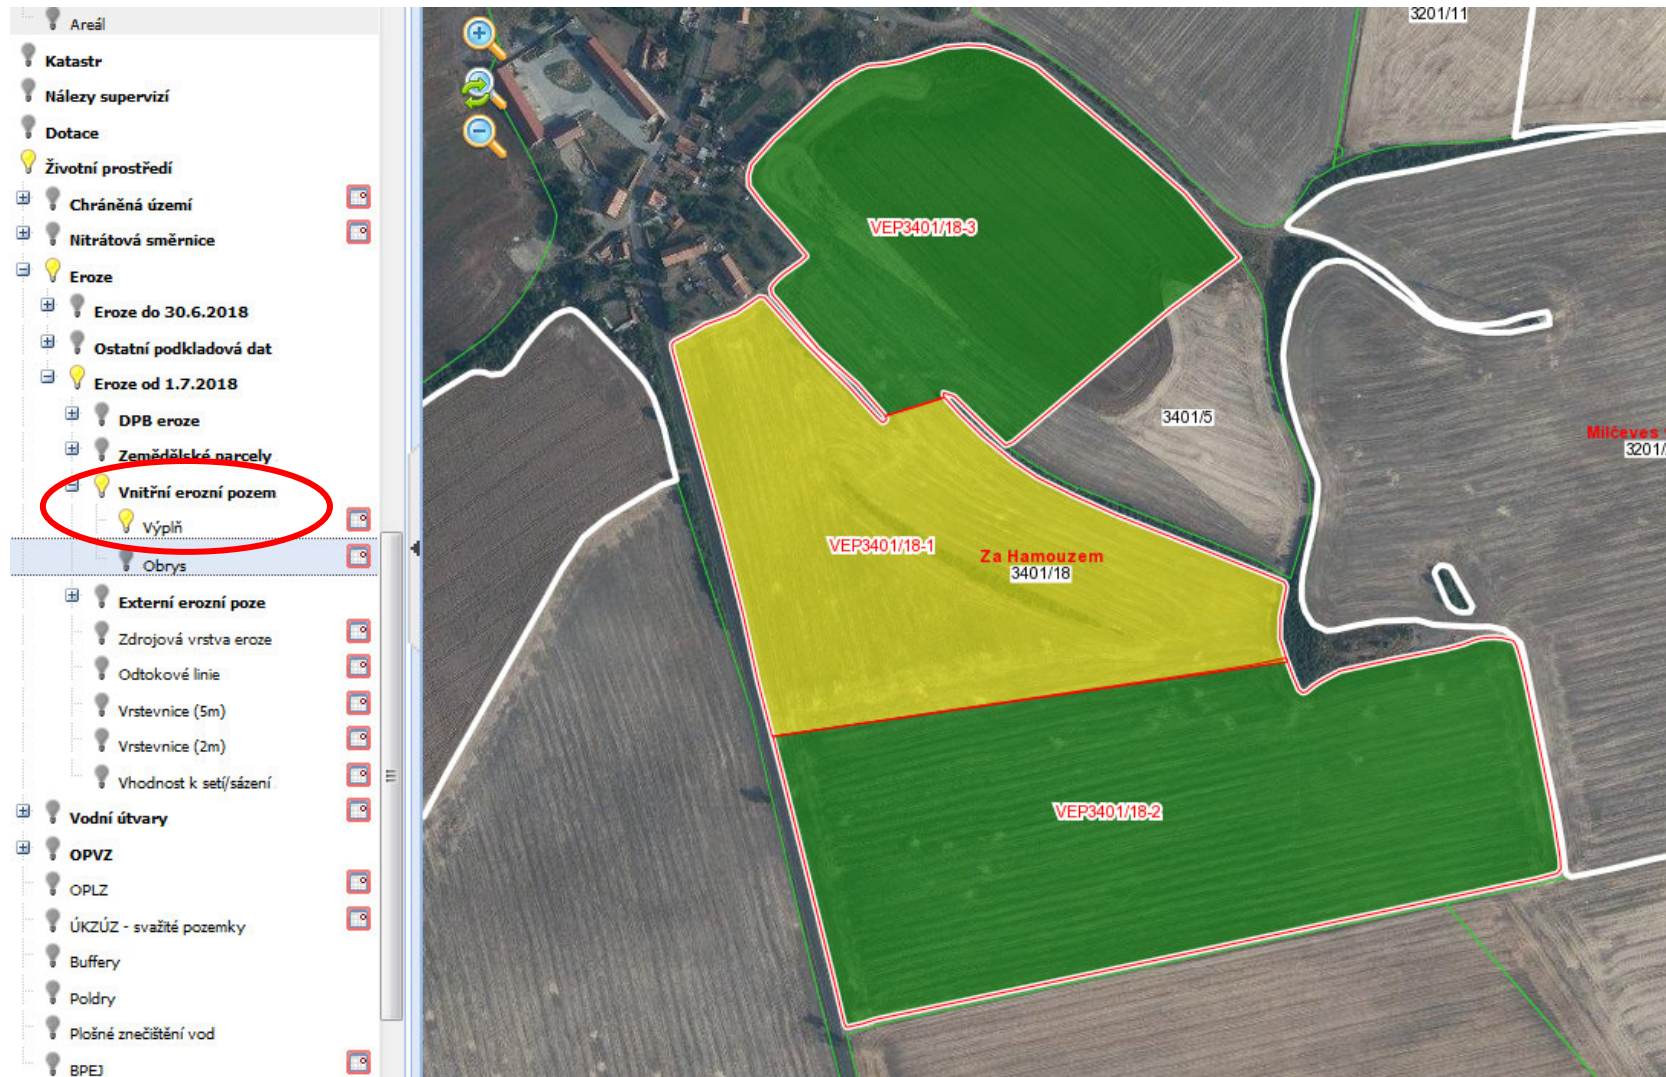 Areál
Katastr
Nálezy supervizí
Dotace
Životní prostředí
Chráněná území
Nitrátová směrnice
Eroze
Eroze do 30.6.2018
Ostatní podkladová dat
Eroze od 1.7.2018
DPB eroze
Zemědělské parcely
Vnitřní erozní pozem
Výplň
Obrys
Externí erozní poze
Zdrojová vrstva eroze
Odtokové linie
Vrstevnice (5m)
Vrstevnice (2m)
Vhodnost k setí/sázení
Vodní útvary
OPVZ
OPLZ
ÚKZÚZ - svažité pozemky
Buffery
Poldry
Plošné znečištění vod
BPEJ
3201/11
VEP3401/18-3
3401/5
Milčeves
3201/
VEP3401/18-1
Za Hamouzem
3401/18
VEP3401/18-2